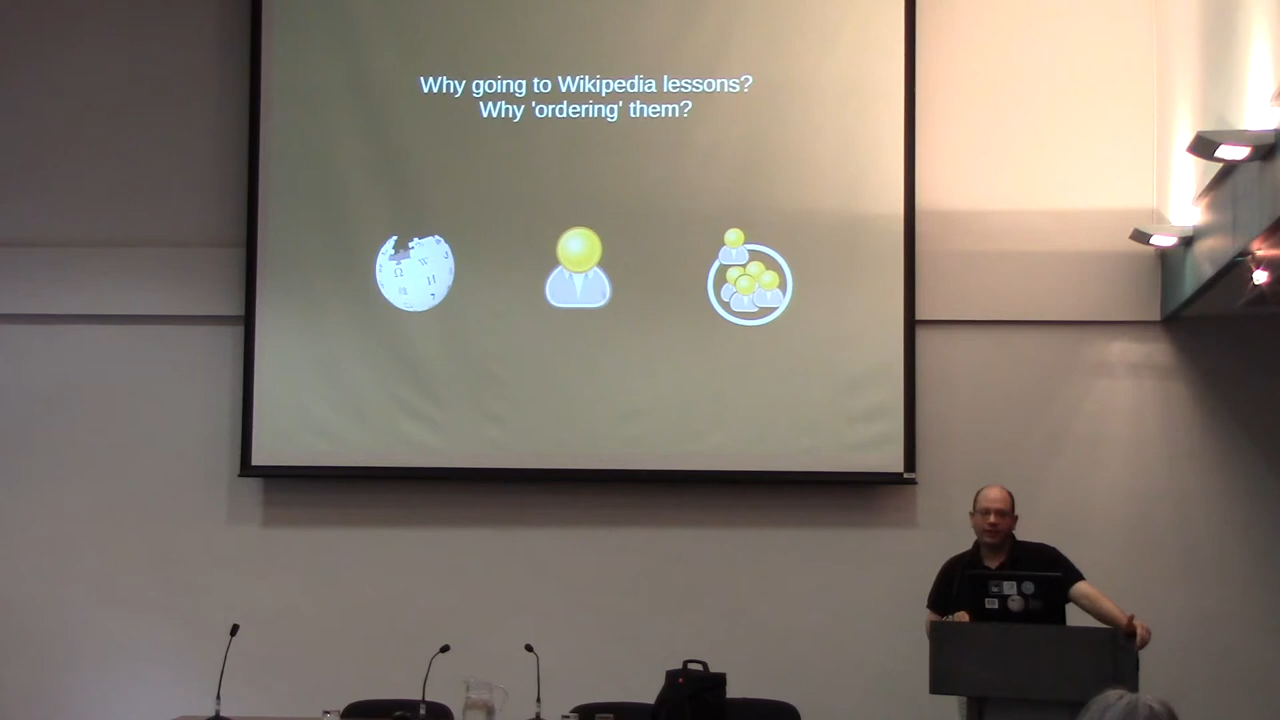 Why going to Wikipedia lessons?
Why 'ordering' them?
Ω W И